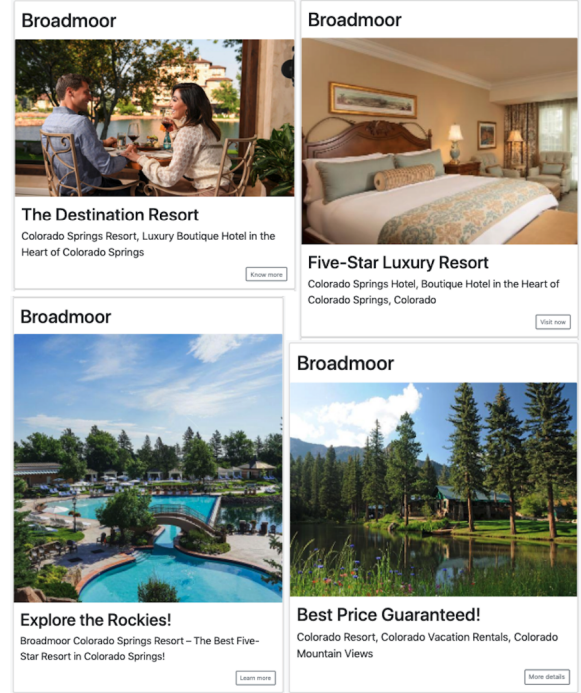 Broadmoor
The Destination Resort
Colorado Springs Resort, Luxury Boutique Hotel in the
Heart of Colorado Springs
Know more
Broadmoor
Five-Star Luxury Resort
Colorado Springs Hotel, Boutique Hotel in the Heart of
Colorado Springs, Colorado
Visit now
Broadmoor
Explore the Rockies!
Broadmoor Colorado Springs Resort – The Best Five-
Star Resort in Colorado Springs!
Learn more
Broadmoor
Best Price Guaranteed!
Colorado Resort, Colorado Vacation Rentals, Colorado
Mountain Views
More details